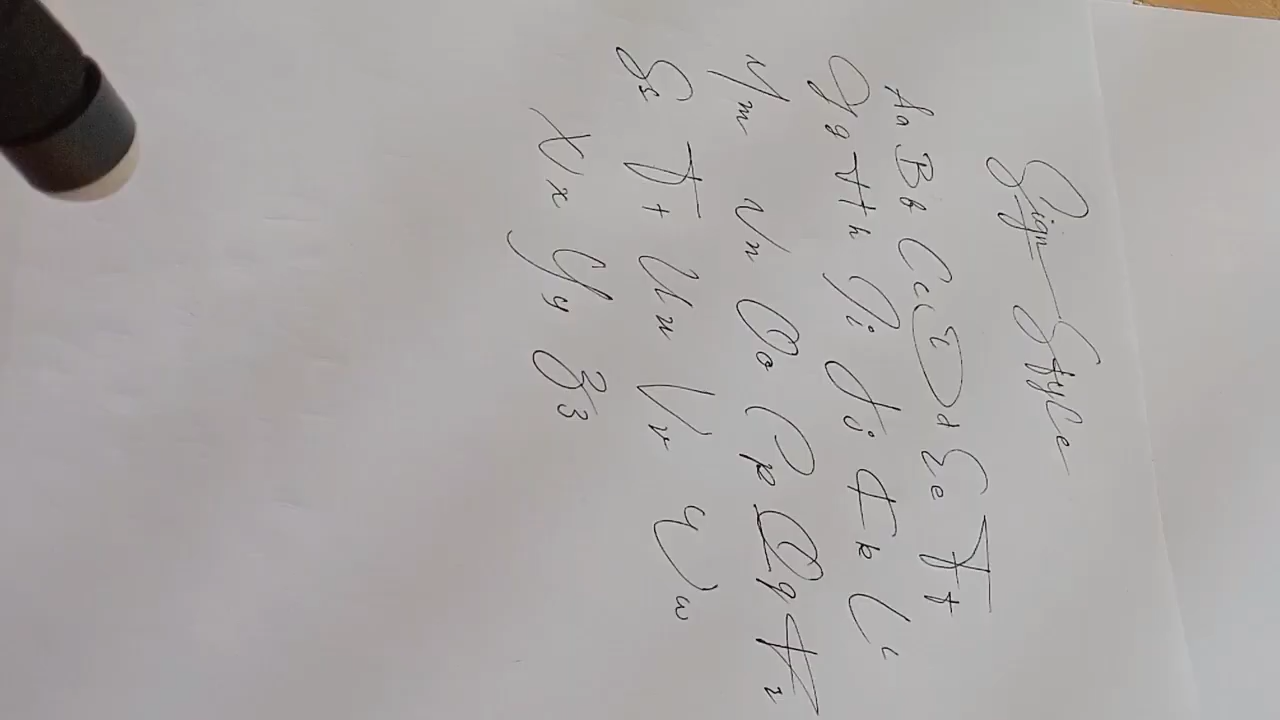 Sign Style
Aa Bb Cc Dd Ee Ff
Gg Hh Ii Jj Kk Ll
Mm Nn Oo Pp Qq Rr
Ss Tt Uu Vv Ww
Xx Yy Zz